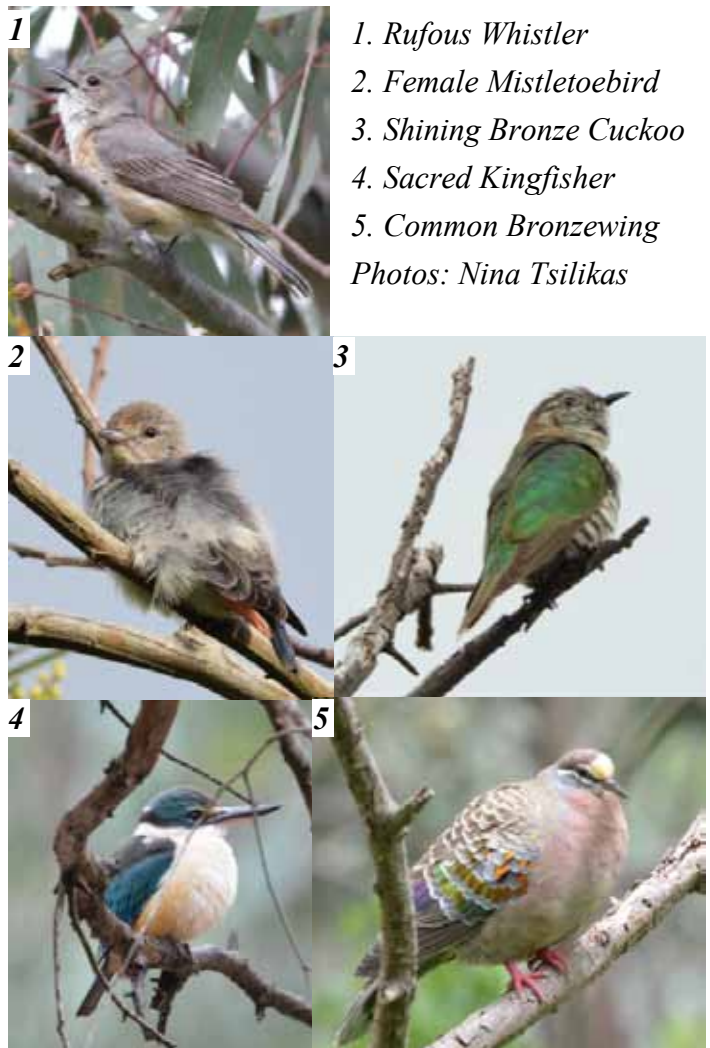 1
1. Rufous Whistler
2. Female Mistletoebird
3. Shining Bronze Cuckoo
4. Sacred Kingfisher
5. Common Bronzewing
Photos: Nina Tsilikas
2
3
4
5